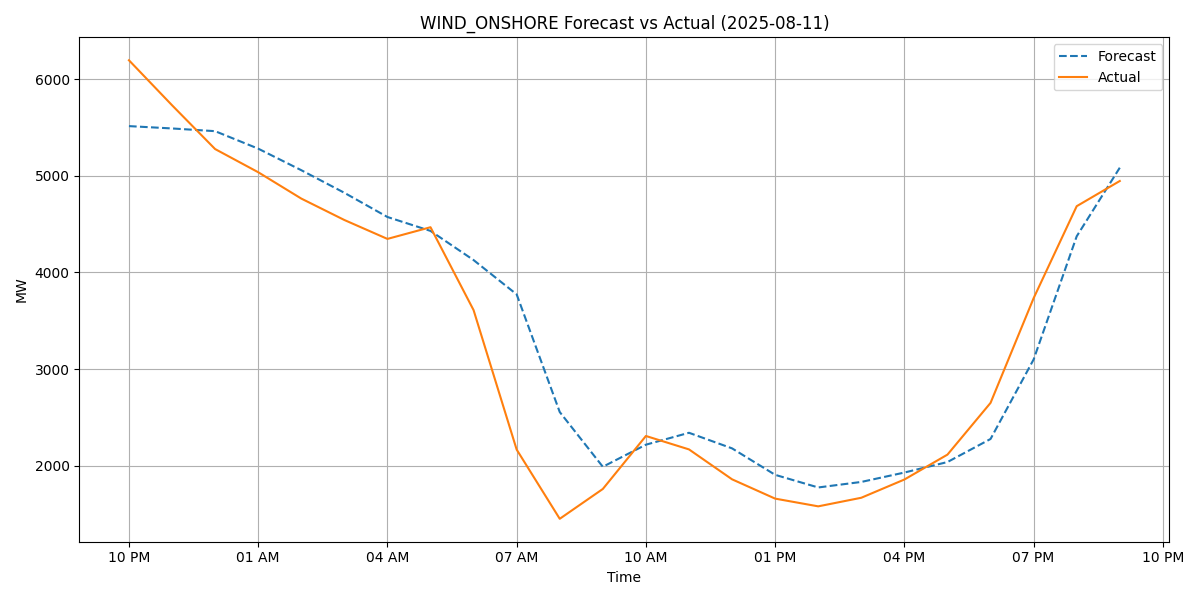 WIND_ONSHORE Forecast vs Actual (2025-08-11)
Forecast
Actual
6000
5000
4000
3000
2000
MW
10 PM 01 AM 04 AM 07 AM 10 AM 01 PM 04 PM 07 PM 10 PM
Time